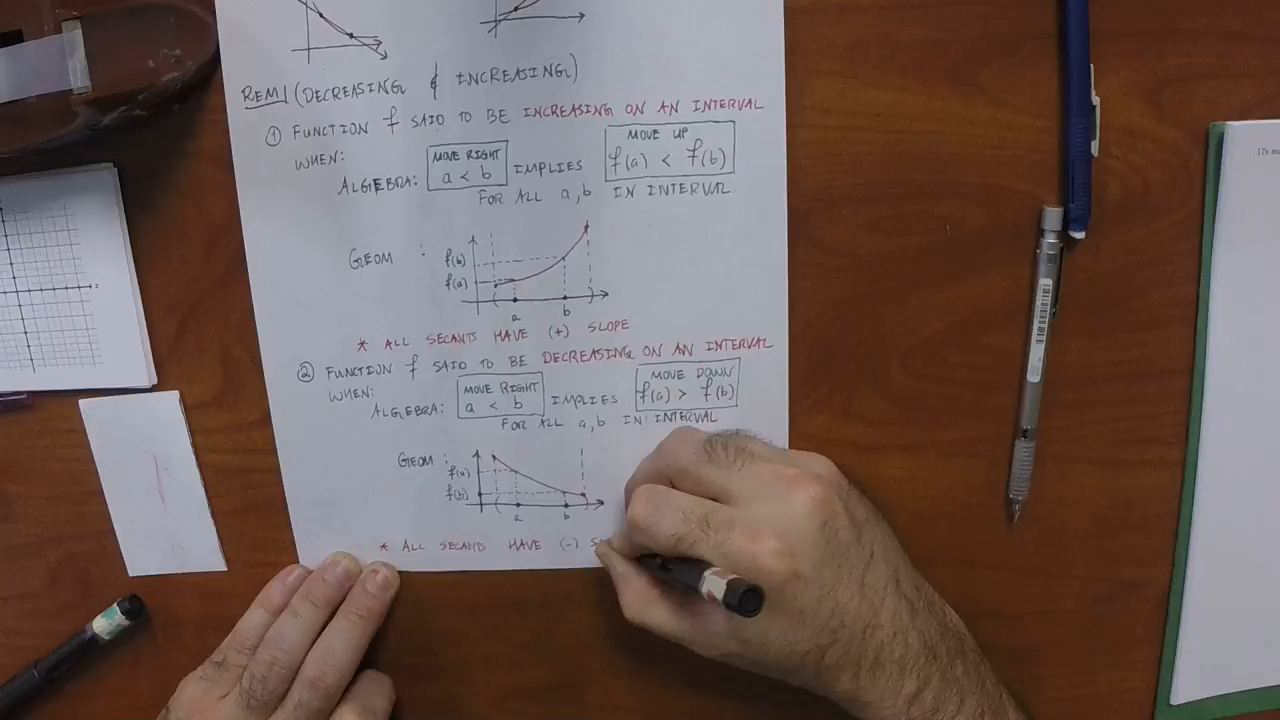 REM (DECREASING & INCREASING)
① FUNCTION f SAID TO BE INCREASING ON AN INTERVAL
WHEN:
MOVE RIGHT
MOVE UP
ALGEBRA: a < b IMPLIES f(a) < f(b)
FOR ALL a,b IN INTERVAL
GEOM :
f(b)
f(a)
a b
* ALL SECANTS HAVE (+) SLOPE
② FUNCTION f SAID TO BE DECREASING ON AN INTERVAL
WHEN:
MOVE RIGHT
MOVE DOWN
ALGEBRA: a < b IMPLIES f(a) > f(b)
FOR ALL a,b IN INTERVAL
GEOM :
f(a)
f(b)
a b
* ALL SECANTS HAVE (-) S